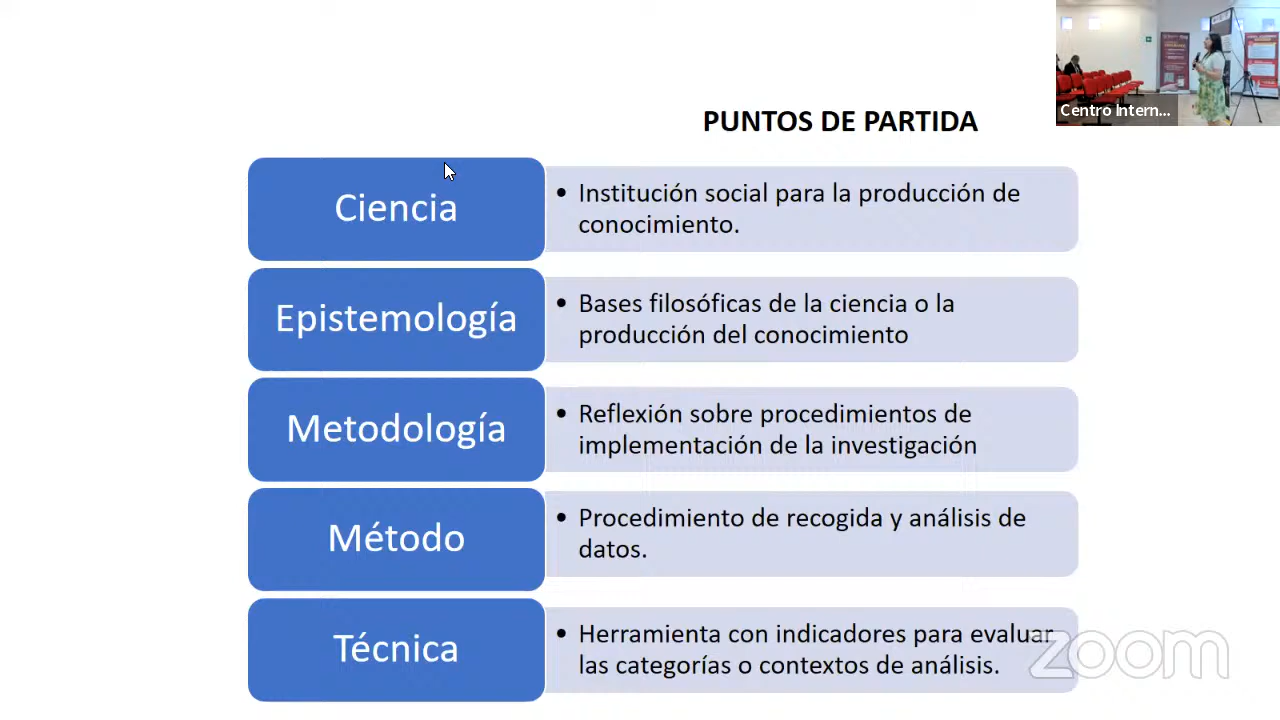 PUNTOS DE PARTIDA
Centro Intern...
Ciencia
• Institución social para la producción de
conocimiento.
Epistemología
• Bases filosóficas de la ciencia o la
producción del conocimiento
Metodología
• Reflexión sobre procedimientos de
implementación de la investigación
Método
• Procedimiento de recogida y análisis de
datos.
Técnica
• Herramienta con indicadores para evaluar
las categorías o contextos de análisis.
zoom